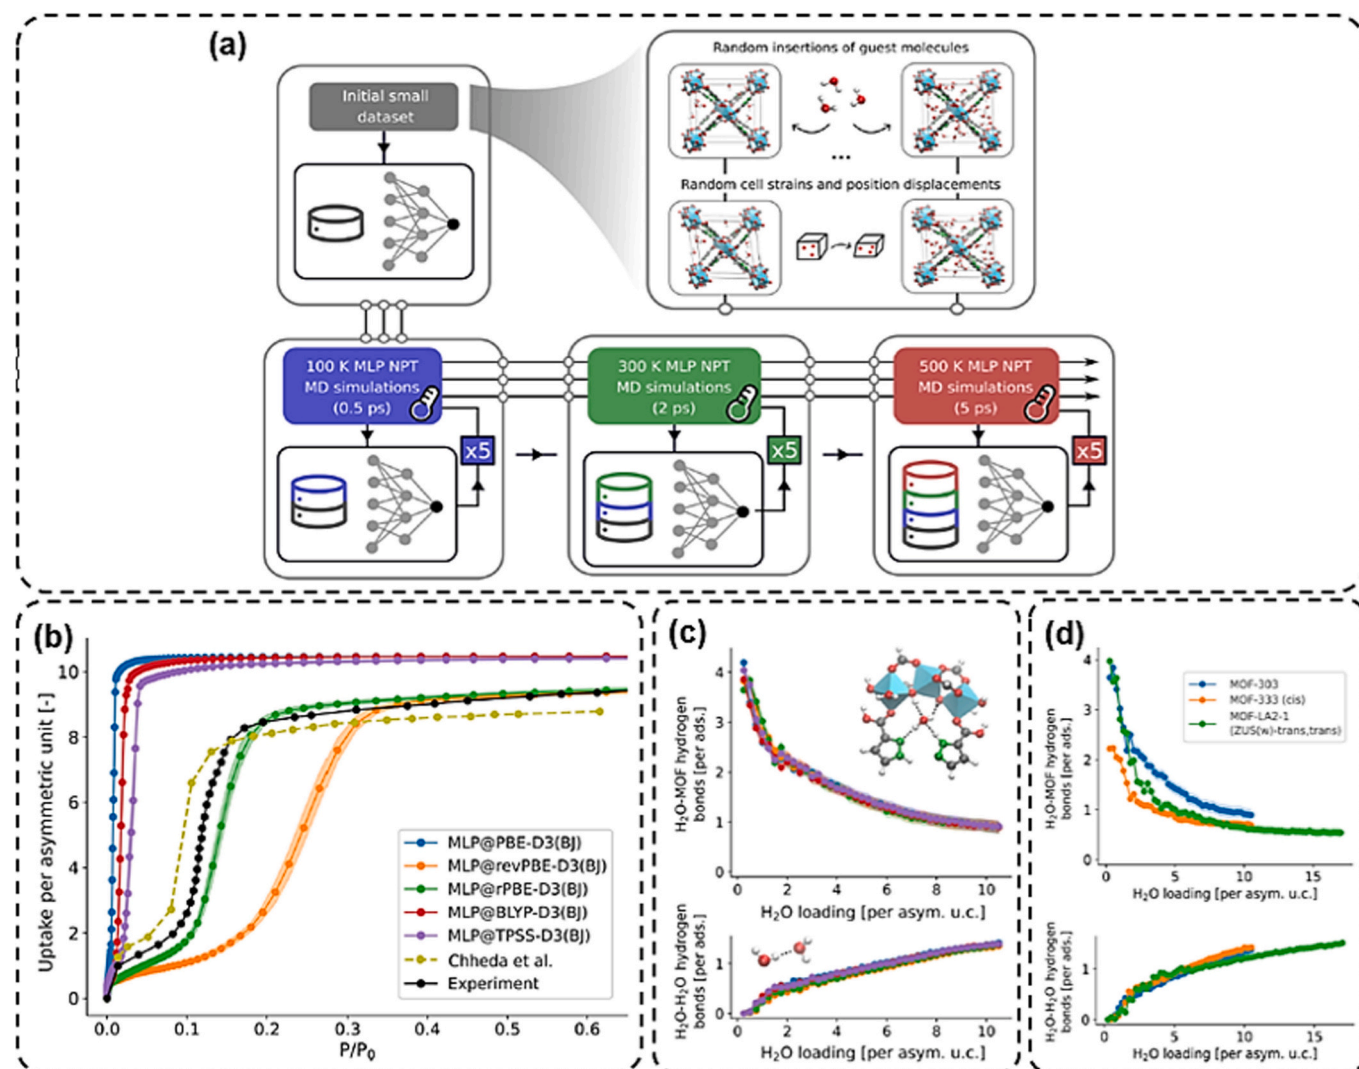 (a)
Random insertions of guest molecules
...
Random cell strains and position displacements
Initial small
dataset
100 K MLP NPT
MD simulations
(0.5 ps)
x5
300 K MLP NPT
MD simulations
(2 ps)
x5
500 K MLP NPT
MD simulations
(5 ps)
x5
(b)
Uptake per asymmetric unit [-]
10
8
6
4
2
0
0.0 0.1 0.2 0.3 0.4 0.5 0.6
P/P₀
MLP@PBE-D3(BJ)
MLP@revPBE-D3(BJ)
MLP@rPBE-D3(BJ)
MLP@BLYP-D3(BJ)
MLP@TPSS-D3(BJ)
Chheda et al.
Experiment
(c)
H₂O-MOF hydrogen
bonds [per ads.]
4
3
2
1
0
0 2 4 6 8 10
H₂O loading [per asym. u.c.]
H₂O-H₂O hydrogen
bonds [per ads.]
1
0
0 2 4 6 8 10
H₂O loading [per asym. u.c.]
(d)
H₂O-MOF hydrogen
bonds [per ads.]
4
3
2
1
0
0 5 10 15
H₂O loading [per asym. u.c.]
MOF-303
MOF-333 (cis)
MOF-LA2-1
(ZUS(w)-trans,trans)
H₂O-H₂O hydrogen
bonds [per ads.]
1
0
0 5 10 15
H₂O loading [per asym. u.c.]